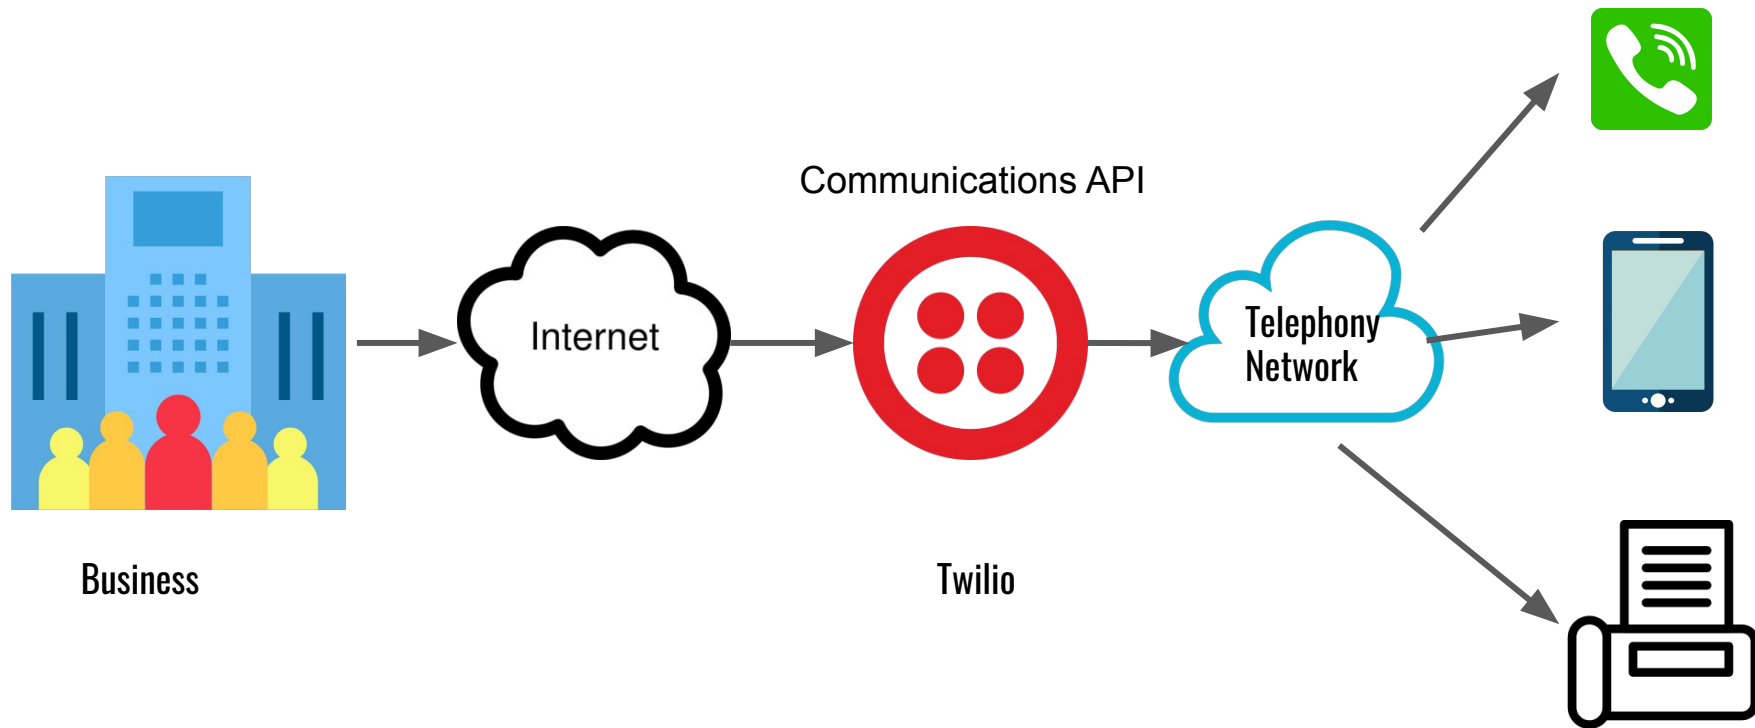 Communications API
Internet
Telephony
Network
Business
Twilio